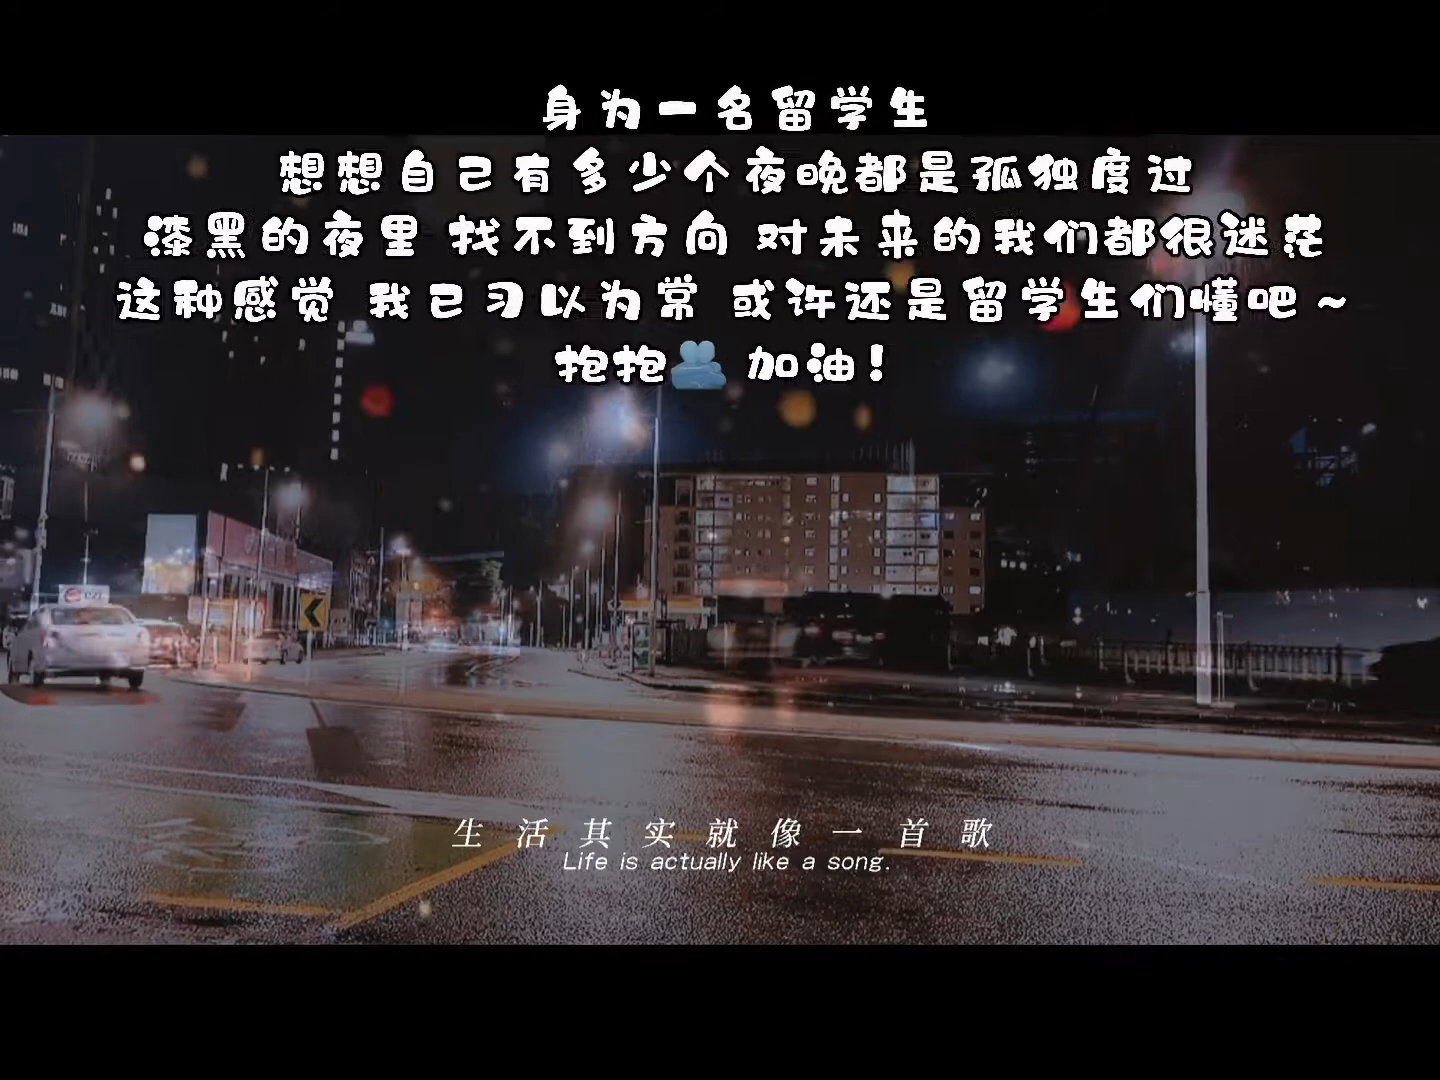 身为一名留学生
想想自己有多少个夜晚都是孤独度过
漆黑的夜里 找不到方向 对未来的我们都很迷茫
这种感觉 我已习以为常 或许还是留学生们懂吧~
抱抱🫂 加油!
生活其实就像一首歌
Life is actually like a song.